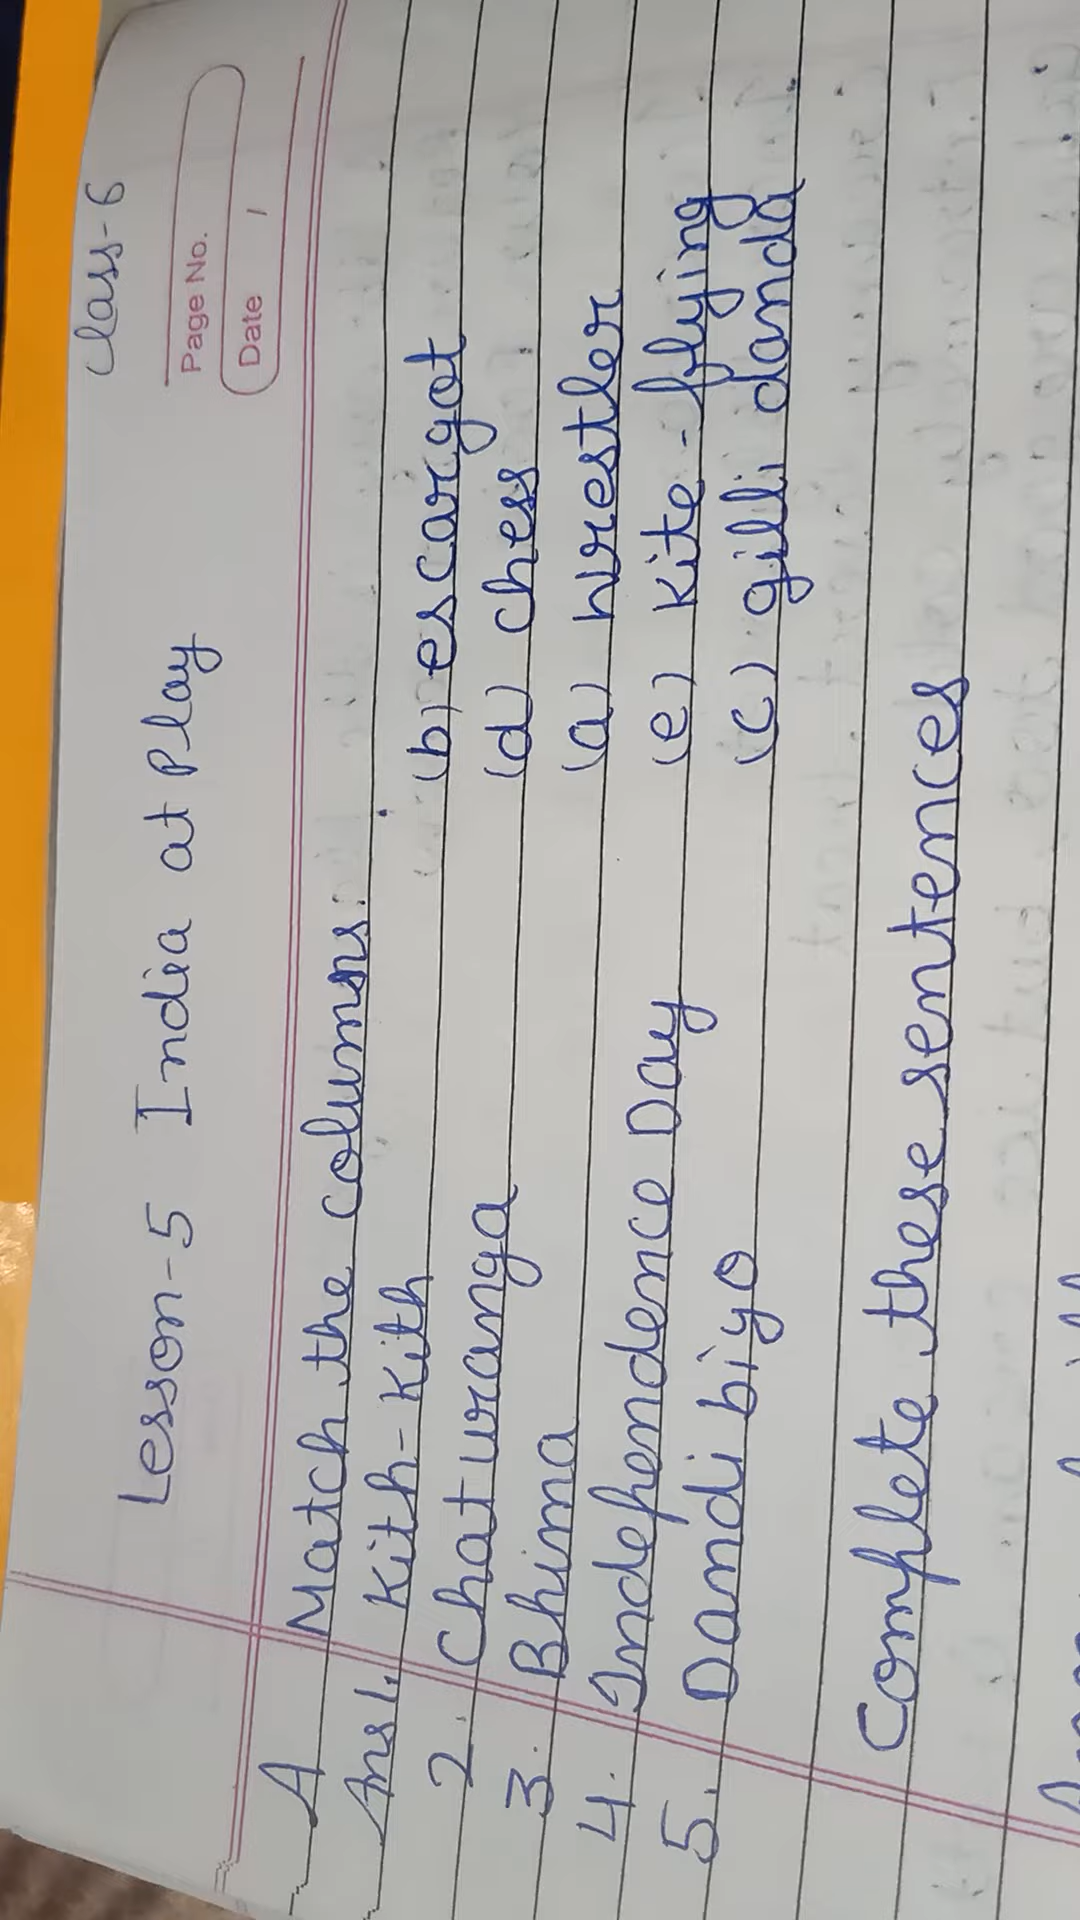 Class-6
Page No.
Date /
Lesson-5 India at Play
A Match the columns:
Ans 1. Kith-Kith (b) escargot
2. Chaturanga (d) chess
3. Bhima (a) wrestler
4. Independence Day (e) Kite-flying
5. Dandi biyo (c) gilli danda
Complete these sentences